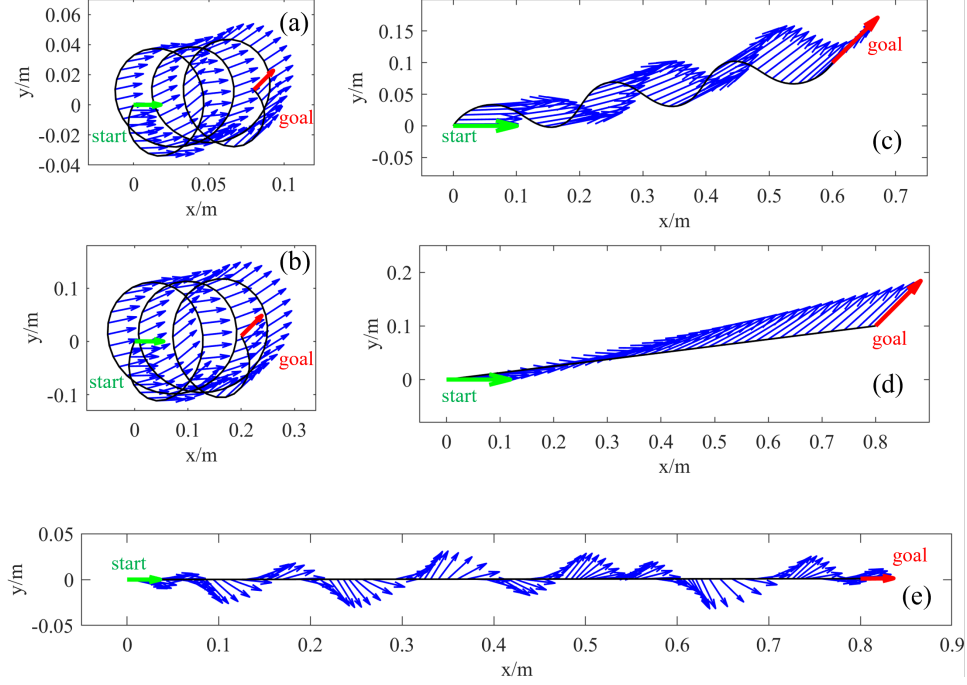 0.06
(a)
0.04
0.02
y/m
0
start
goal
-0.02
-0.04
0 0.05 0.1
x/m
0.15
goal
0.10
y/m
0.05
0
start
(c)
-0.05
0 0.1 0.2 0.3 0.4 0.5 0.6 0.7
x/m
(b)
0.1
y/m
0
start
goal
-0.1
0 0.1 0.2 0.3
x/m
0.2
y/m
0.1
goal
0
start
(d)
0 0.1 0.2 0.3 0.4 0.5 0.6 0.7 0.8
x/m
0.05
start
goal
y/m
0
(e)
-0.05
0 0.1 0.2 0.3 0.4 0.5 0.6 0.7 0.8 0.9
x/m